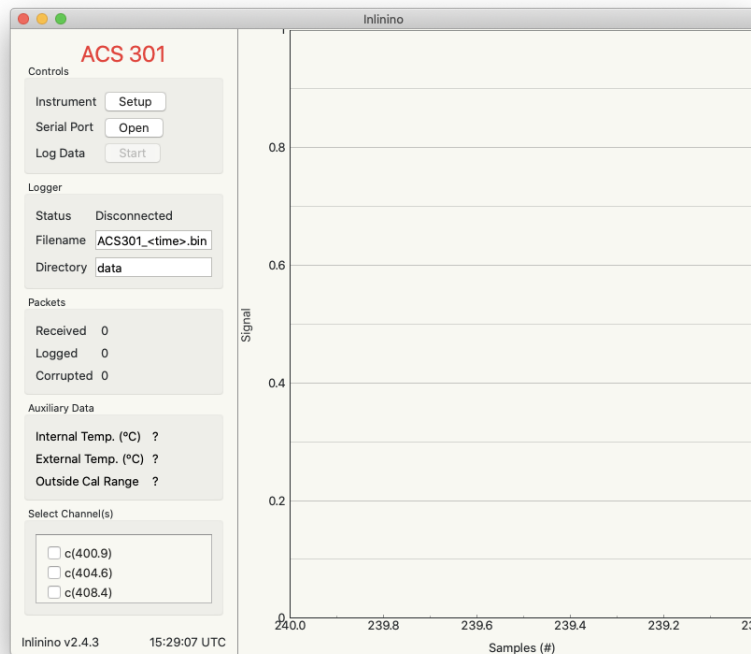 Inlinino
ACS 301
Controls
Instrument Setup
Serial Port Open
Log Data Start
Logger
Status Disconnected
Filename ACS301_<time>.bin
Directory data
Packets
Received 0
Logged 0
Corrupted 0
Auxiliary Data
Internal Temp. (ºC) ?
External Temp. (ºC) ?
Outside Cal Range ?
Select Channel(s)
c(400.9)
c(404.6)
c(408.4)
Inlinino v2.4.3 15:29:07 UTC
Signal
1
0.8
0.6
0.4
0.2
0
240.0 239.8 239.6 239.4 239.2
Samples (#)